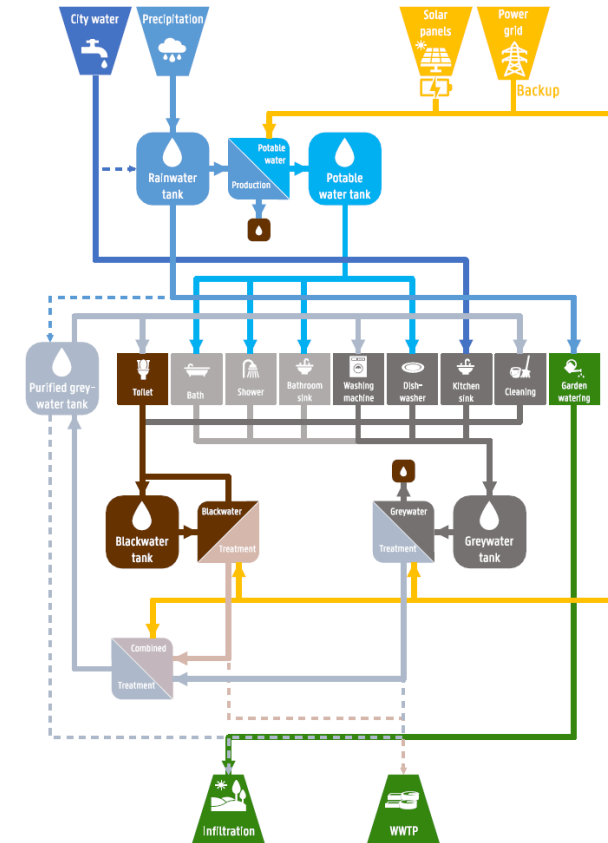 City water
Precipitation
Solar
panels
Power
grid
Backup
Rainwater
tank
Potable
water
Production
Potable
water tank
Purified grey-
water tank
Toilet
Bath
Shower
Bathroom
sink
Washing
machine
Dish-
washer
Kitchen
sink
Cleaning
Garden
watering
Blackwater
tank
Blackwater
Treatment
Greywater
Treatment
Greywater
tank
Combined
Treatment
Infiltration
WWTP